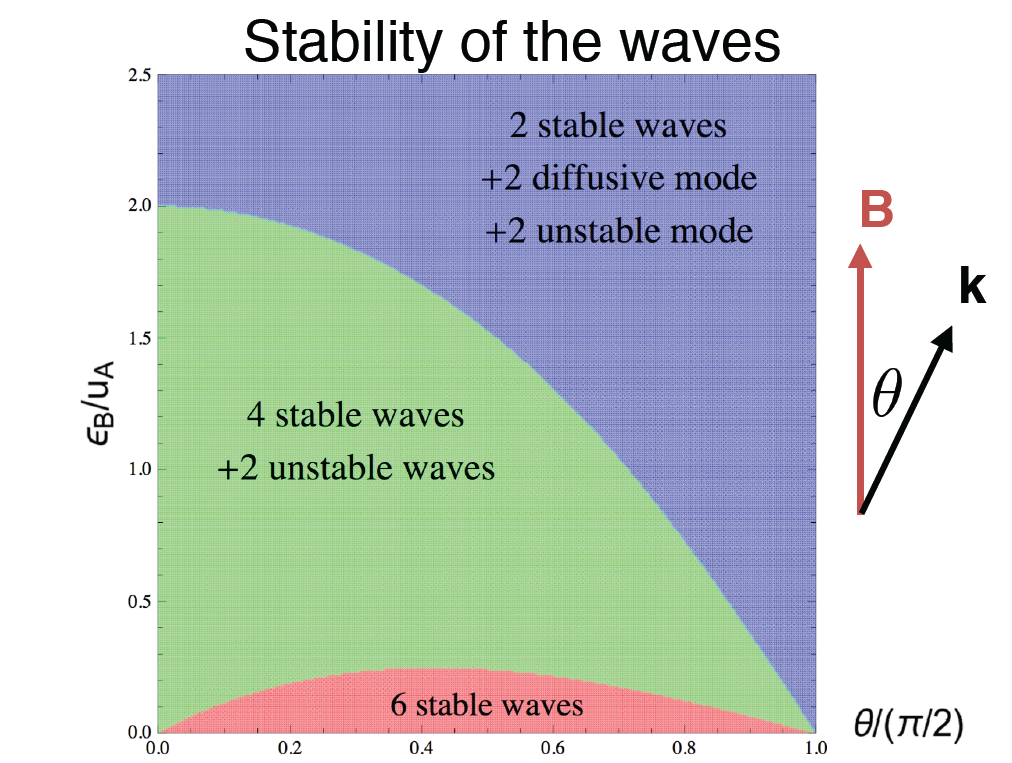 Stability of the waves
2.5
2 stable waves
+2 diffusive mode
+2 unstable mode
2.0
B
k
1.5
θ
ϵB/uA
4 stable waves
+2 unstable waves
1.0
0.5
6 stable waves
0.0
θ/(π/2)
0.0 0.2 0.4 0.6 0.8 1.0